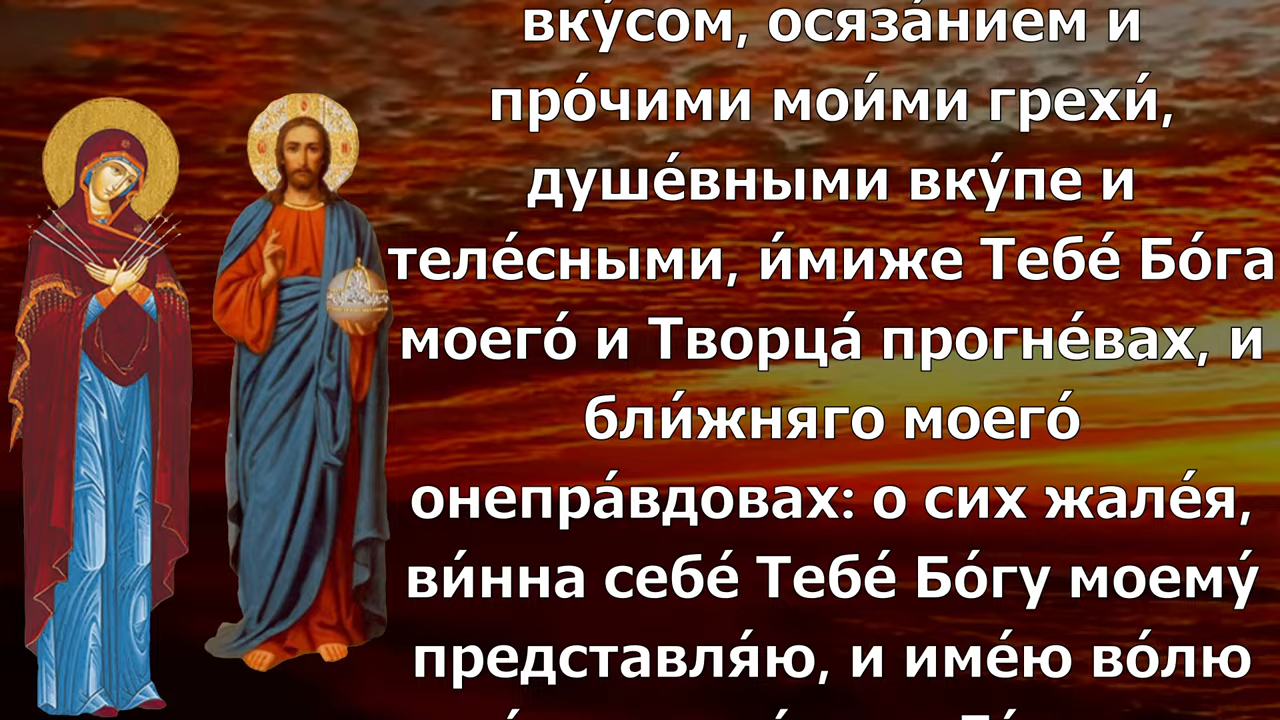 вку́сом, осяза́нием и
про́чими мои́ми грехи́,
душе́вными вку́пе и
теле́сными, и́миже Тебе́ Бо́га
моего́ и Творца́ прогне́вах, и
бли́жняго моего́
онепра́вдовах: о сих жале́я,
ви́нна себе́ Тебе́ Бо́гу моему́
представля́ю, и име́ю во́лю